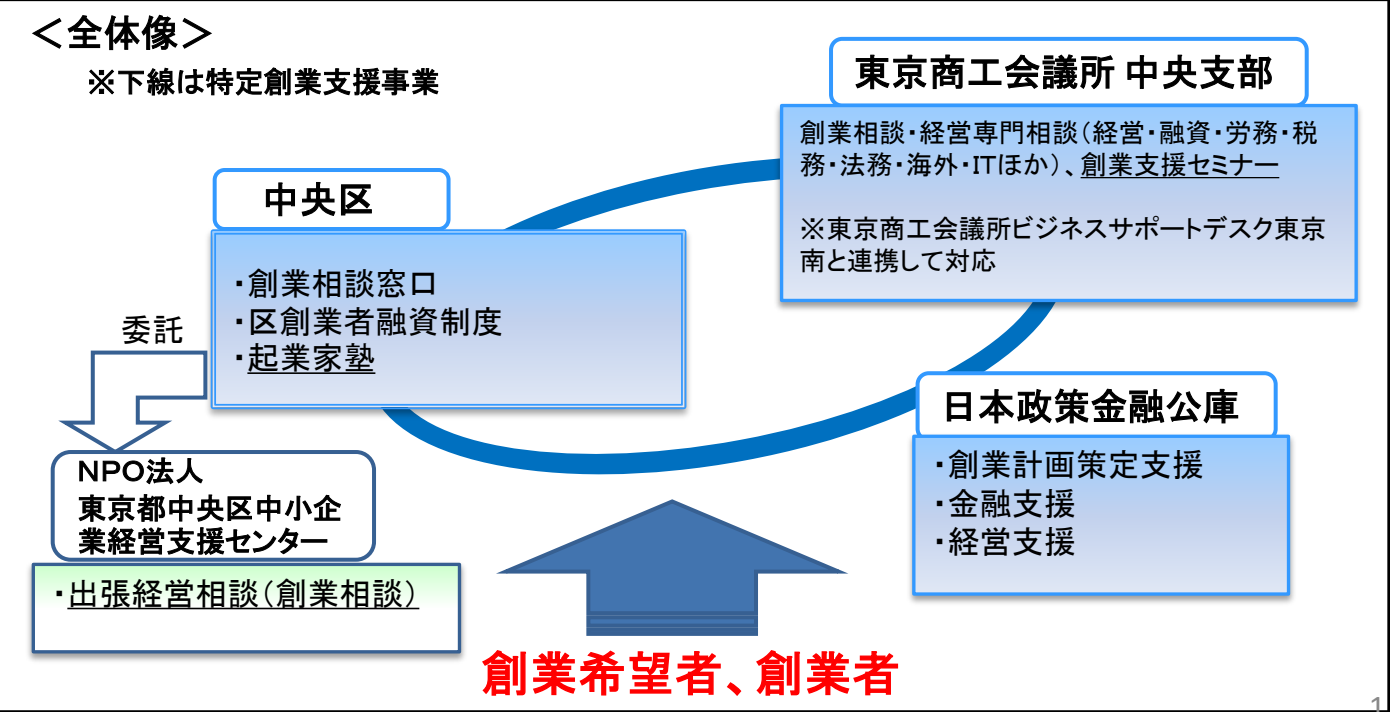 ＜全体像＞
※下線は特定創業支援事業
東京商工会議所 中央支部
創業相談・経営専門相談（経営・融資・労務・税
務・法務・海外・ITほか）、創業支援セミナー
※東京商工会議所ビジネスサポートデスク東京
南と連携して対応
中央区
・創業相談窓口
・区創業者融資制度
・起業家塾
委託
NPO法人
東京都中央区中小企
業経営支援センター
・出張経営相談（創業相談）
日本政策金融公庫
・創業計画策定支援
・金融支援
・経営支援
創業希望者、創業者
1